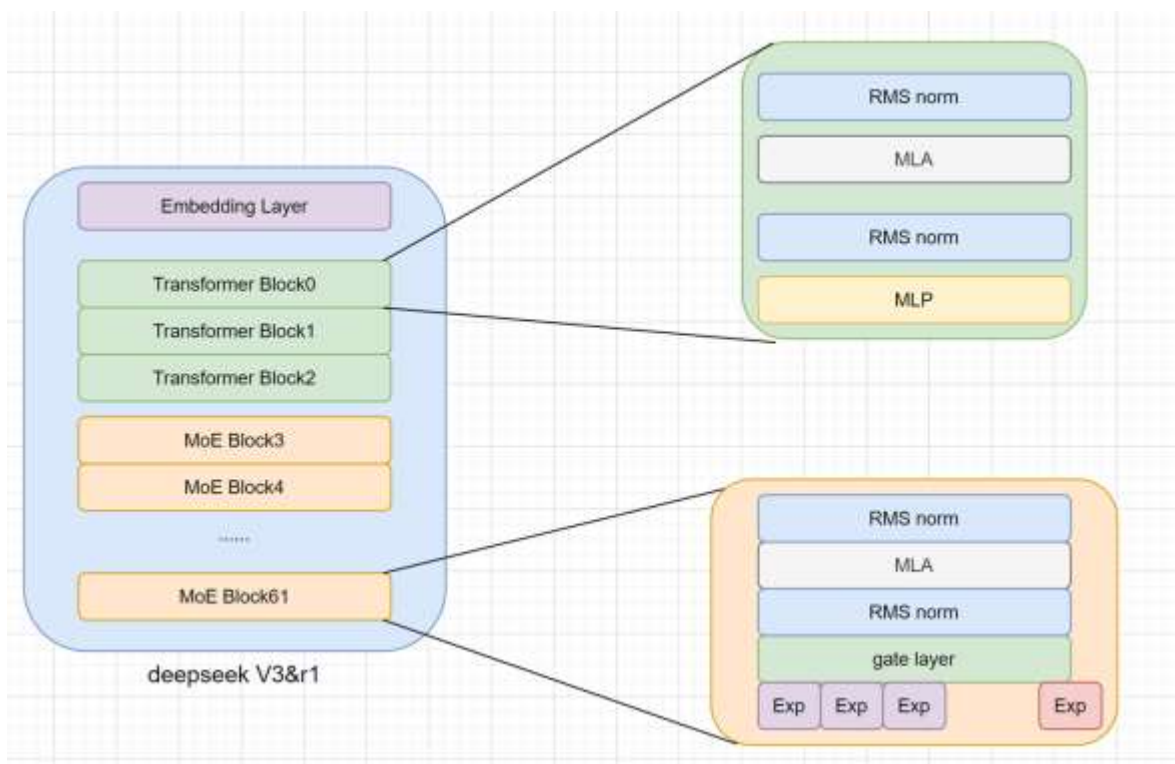 Embedding Layer
Transformer Block0
Transformer Block1
Transformer Block2
MoE Block3
MoE Block4
......
MoE Block61
deepseek V3&r1
RMS norm
MLA
RMS norm
MLP
RMS norm
MLA
RMS norm
gate layer
Exp Exp Exp Exp